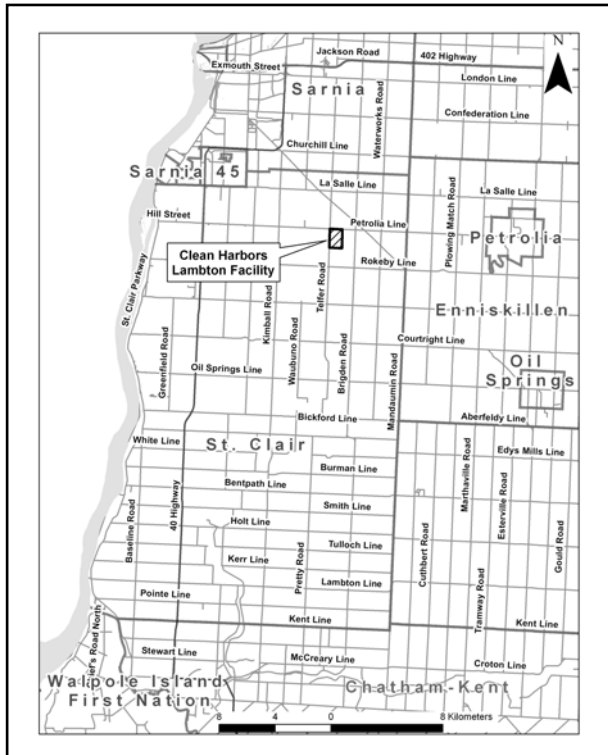 N
Jackson Road
402 Highway
Exmouth Street
London Line
Sarnia
Waterworks Road
Confederation Line
Churchill Line
Sarnia 45
La Salle Line
La Salle Line
Plowing Match Road
Hill Street
Petrolia Line
Petrolia
Clean Harbors
Lambton Facility
Rokeby Line
St. Clair Parkway
Telfer Road
Enniskillen
Kimball Road
Courtright Line
Greenfield Road
Waubuno Road
Brigden Road
Mandaumin Road
Oil
Springs
Oil Springs Line
Bickford Line
Aberfeldy Line
White Line
St. Clair
Edys Mills Line
Burman Line
Marthaville Road
Esterville Road
Bentpath Line
40 Highway
Smith Line
Baseline Road
Holt Line
Tulloch Line
Cuthbert Road
Gould Road
Kerr Line
Pretty Road
Lambton Line
Tramway Road
Pointe Line
Kent Line
Kent Line
Stewart Line
McCreary Line
Croton Line
Walpole Island
First Nation
Road North
Chatham-Kent
8 4 0 8 Kilometers